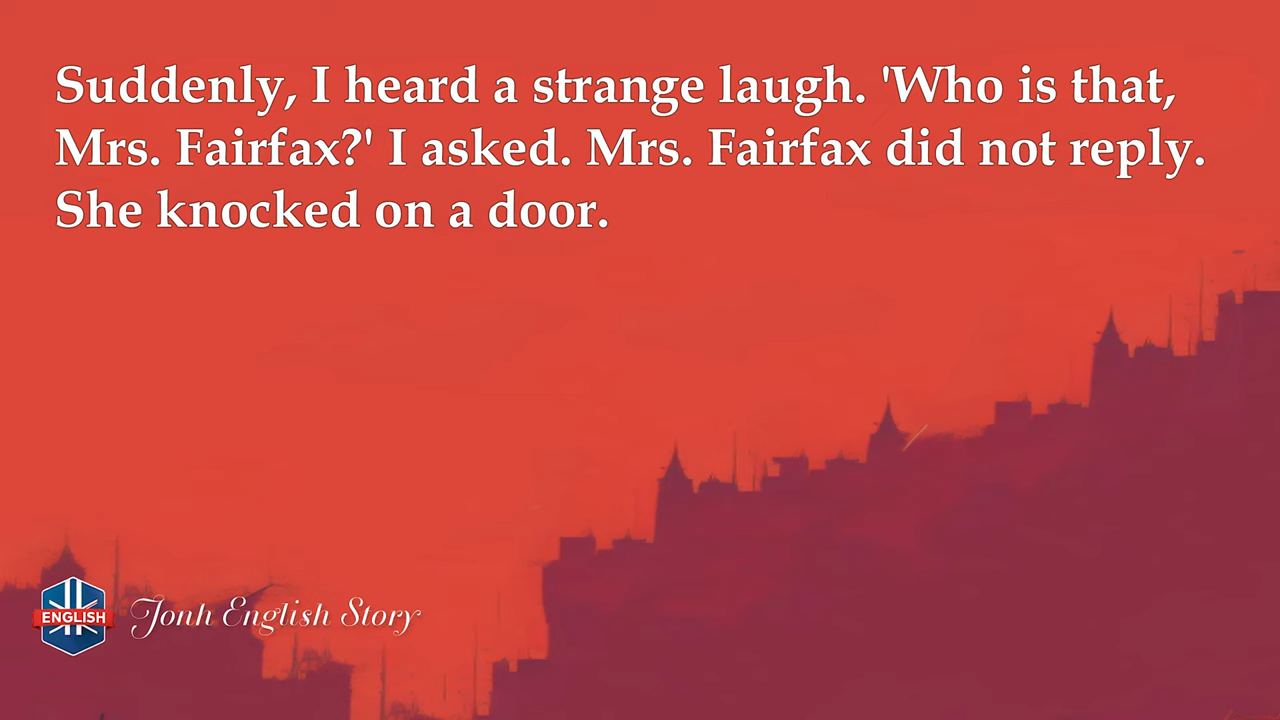 Suddenly, I heard a strange laugh. 'Who is that,
Mrs. Fairfax?' I asked. Mrs. Fairfax did not reply.
She knocked on a door.
ENGLISH
Jonh English Story